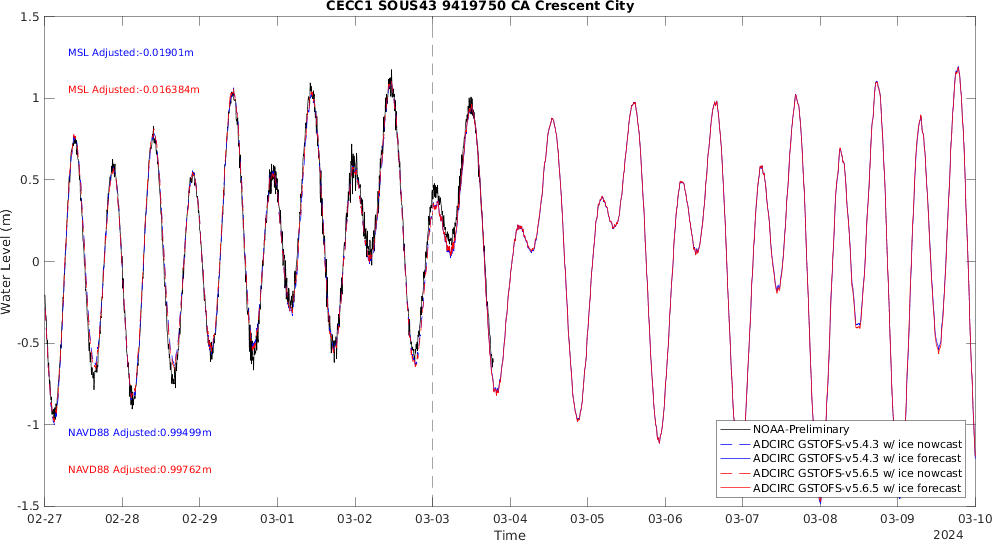 CECC1 SOUS43 9419750 CA Crescent City
1.5
1
0.5
0
-0.5
-1
-1.5
Water Level (m)
MSL Adjusted:-0.01901m
MSL Adjusted:-0.016384m
NAVD88 Adjusted:0.99499m
NAVD88 Adjusted:0.99762m
NOAA-Preliminary
ADCIRC GSTOFS-v5.4.3 w/ ice nowcast
ADCIRC GSTOFS-v5.4.3 w/ ice forecast
ADCIRC GSTOFS-v5.6.5 w/ ice nowcast
ADCIRC GSTOFS-v5.6.5 w/ ice forecast
02-27 02-28 02-29 03-01 03-02 03-03 03-04 03-05 03-06 03-07 03-08 03-09 03-10
Time
2024